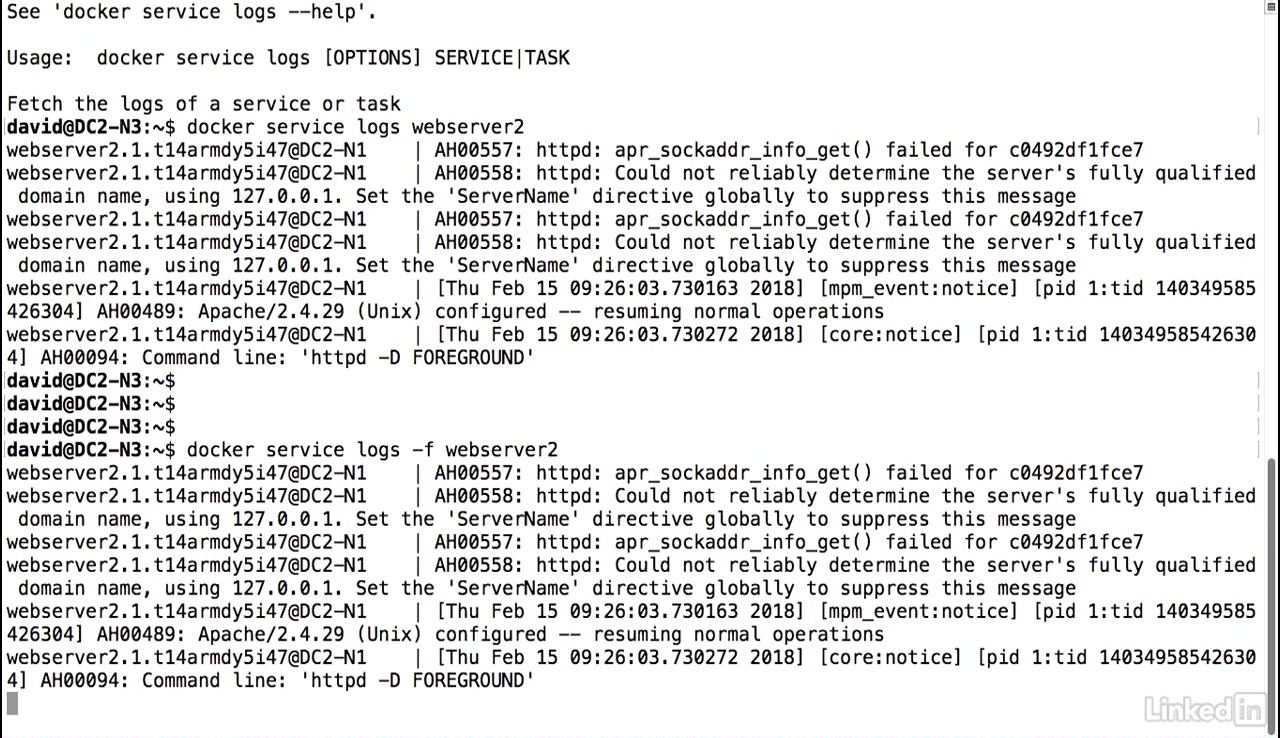 See 'docker service logs --help'.
Usage:  docker service logs [OPTIONS] SERVICE|TASK
Fetch the logs of a service or task
david@DC2-N3:~$ docker service logs webserver2
webserver2.1.t14armdy5i47@DC2-N1    | AH00557: httpd: apr_sockaddr_info_get() failed for c0492df1fce7
webserver2.1.t14armdy5i47@DC2-N1    | AH00558: httpd: Could not reliably determine the server's fully qualified
 domain name, using 127.0.0.1. Set the 'ServerName' directive globally to suppress this message
webserver2.1.t14armdy5i47@DC2-N1    | AH00557: httpd: apr_sockaddr_info_get() failed for c0492df1fce7
webserver2.1.t14armdy5i47@DC2-N1    | AH00558: httpd: Could not reliably determine the server's fully qualified
 domain name, using 127.0.0.1. Set the 'ServerName' directive globally to suppress this message
webserver2.1.t14armdy5i47@DC2-N1    | [Thu Feb 15 09:26:03.730163 2018] [mpm_event:notice] [pid 1:tid 140349585
426304] AH00489: Apache/2.4.29 (Unix) configured -- resuming normal operations
webserver2.1.t14armdy5i47@DC2-N1    | [Thu Feb 15 09:26:03.730272 2018] [core:notice] [pid 1:tid 14034958542630
4] AH00094: Command line: 'httpd -D FOREGROUND'
david@DC2-N3:~$
david@DC2-N3:~$
david@DC2-N3:~$
david@DC2-N3:~$ docker service logs -f webserver2
webserver2.1.t14armdy5i47@DC2-N1    | AH00557: httpd: apr_sockaddr_info_get() failed for c0492df1fce7
webserver2.1.t14armdy5i47@DC2-N1    | AH00558: httpd: Could not reliably determine the server's fully qualified
 domain name, using 127.0.0.1. Set the 'ServerName' directive globally to suppress this message
webserver2.1.t14armdy5i47@DC2-N1    | AH00557: httpd: apr_sockaddr_info_get() failed for c0492df1fce7
webserver2.1.t14armdy5i47@DC2-N1    | AH00558: httpd: Could not reliably determine the server's fully qualified
 domain name, using 127.0.0.1. Set the 'ServerName' directive globally to suppress this message
webserver2.1.t14armdy5i47@DC2-N1    | [Thu Feb 15 09:26:03.730163 2018] [mpm_event:notice] [pid 1:tid 140349585
426304] AH00489: Apache/2.4.29 (Unix) configured -- resuming normal operations
webserver2.1.t14armdy5i47@DC2-N1    | [Thu Feb 15 09:26:03.730272 2018] [core:notice] [pid 1:tid 14034958542630
4] AH00094: Command line: 'httpd -D FOREGROUND'
Linked in